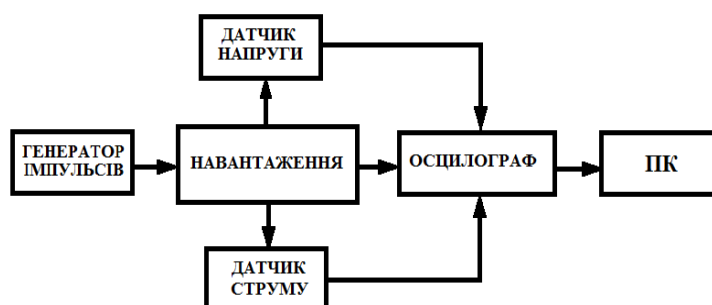 ДАТЧИК
НАПРУГИ
ГЕНЕРАТОР
ІМПУЛЬСІВ
НАВАНТАЖЕННЯ
ОСЦИЛОГРАФ
ПК
ДАТЧИК
СТРУМУ